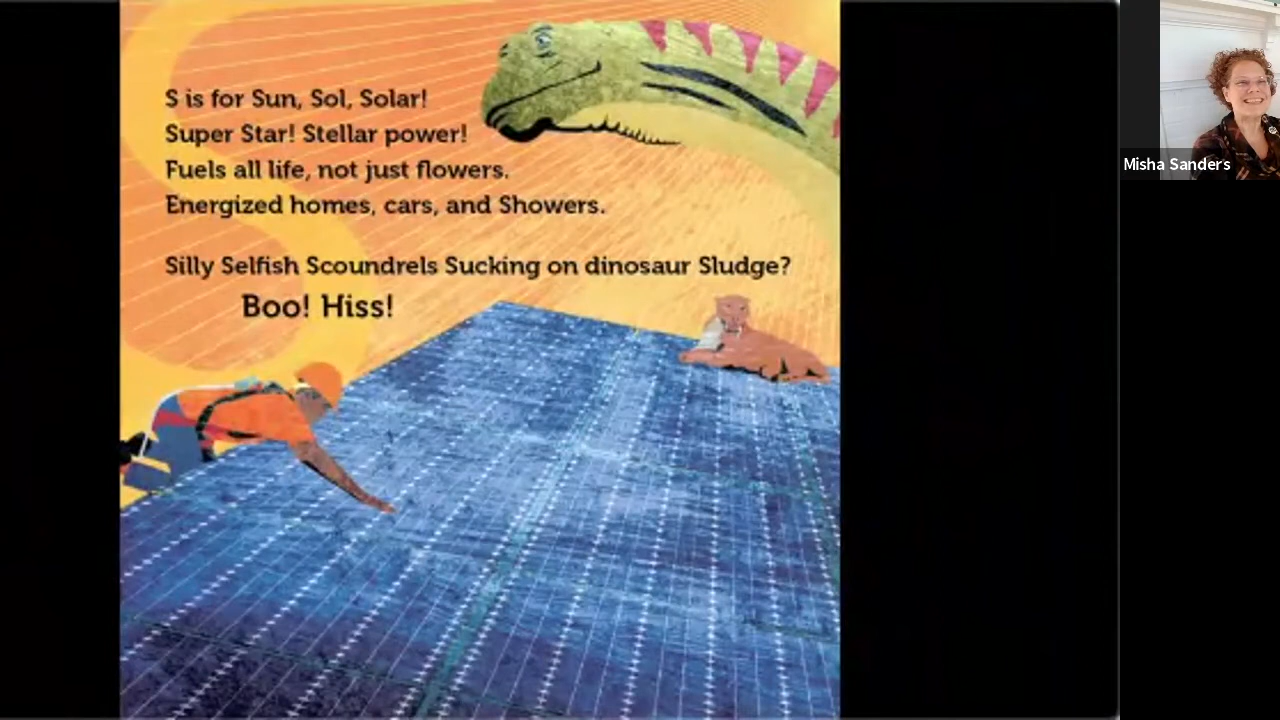 S is for Sun, Sol, Solar!
Super Star! Stellar power!
Fuels all life, not just flowers.
Energized homes, cars, and Showers.
Silly Selfish Scoundrels Sucking on dinosaur Sludge?
Boo! Hiss!
Misha Sanders